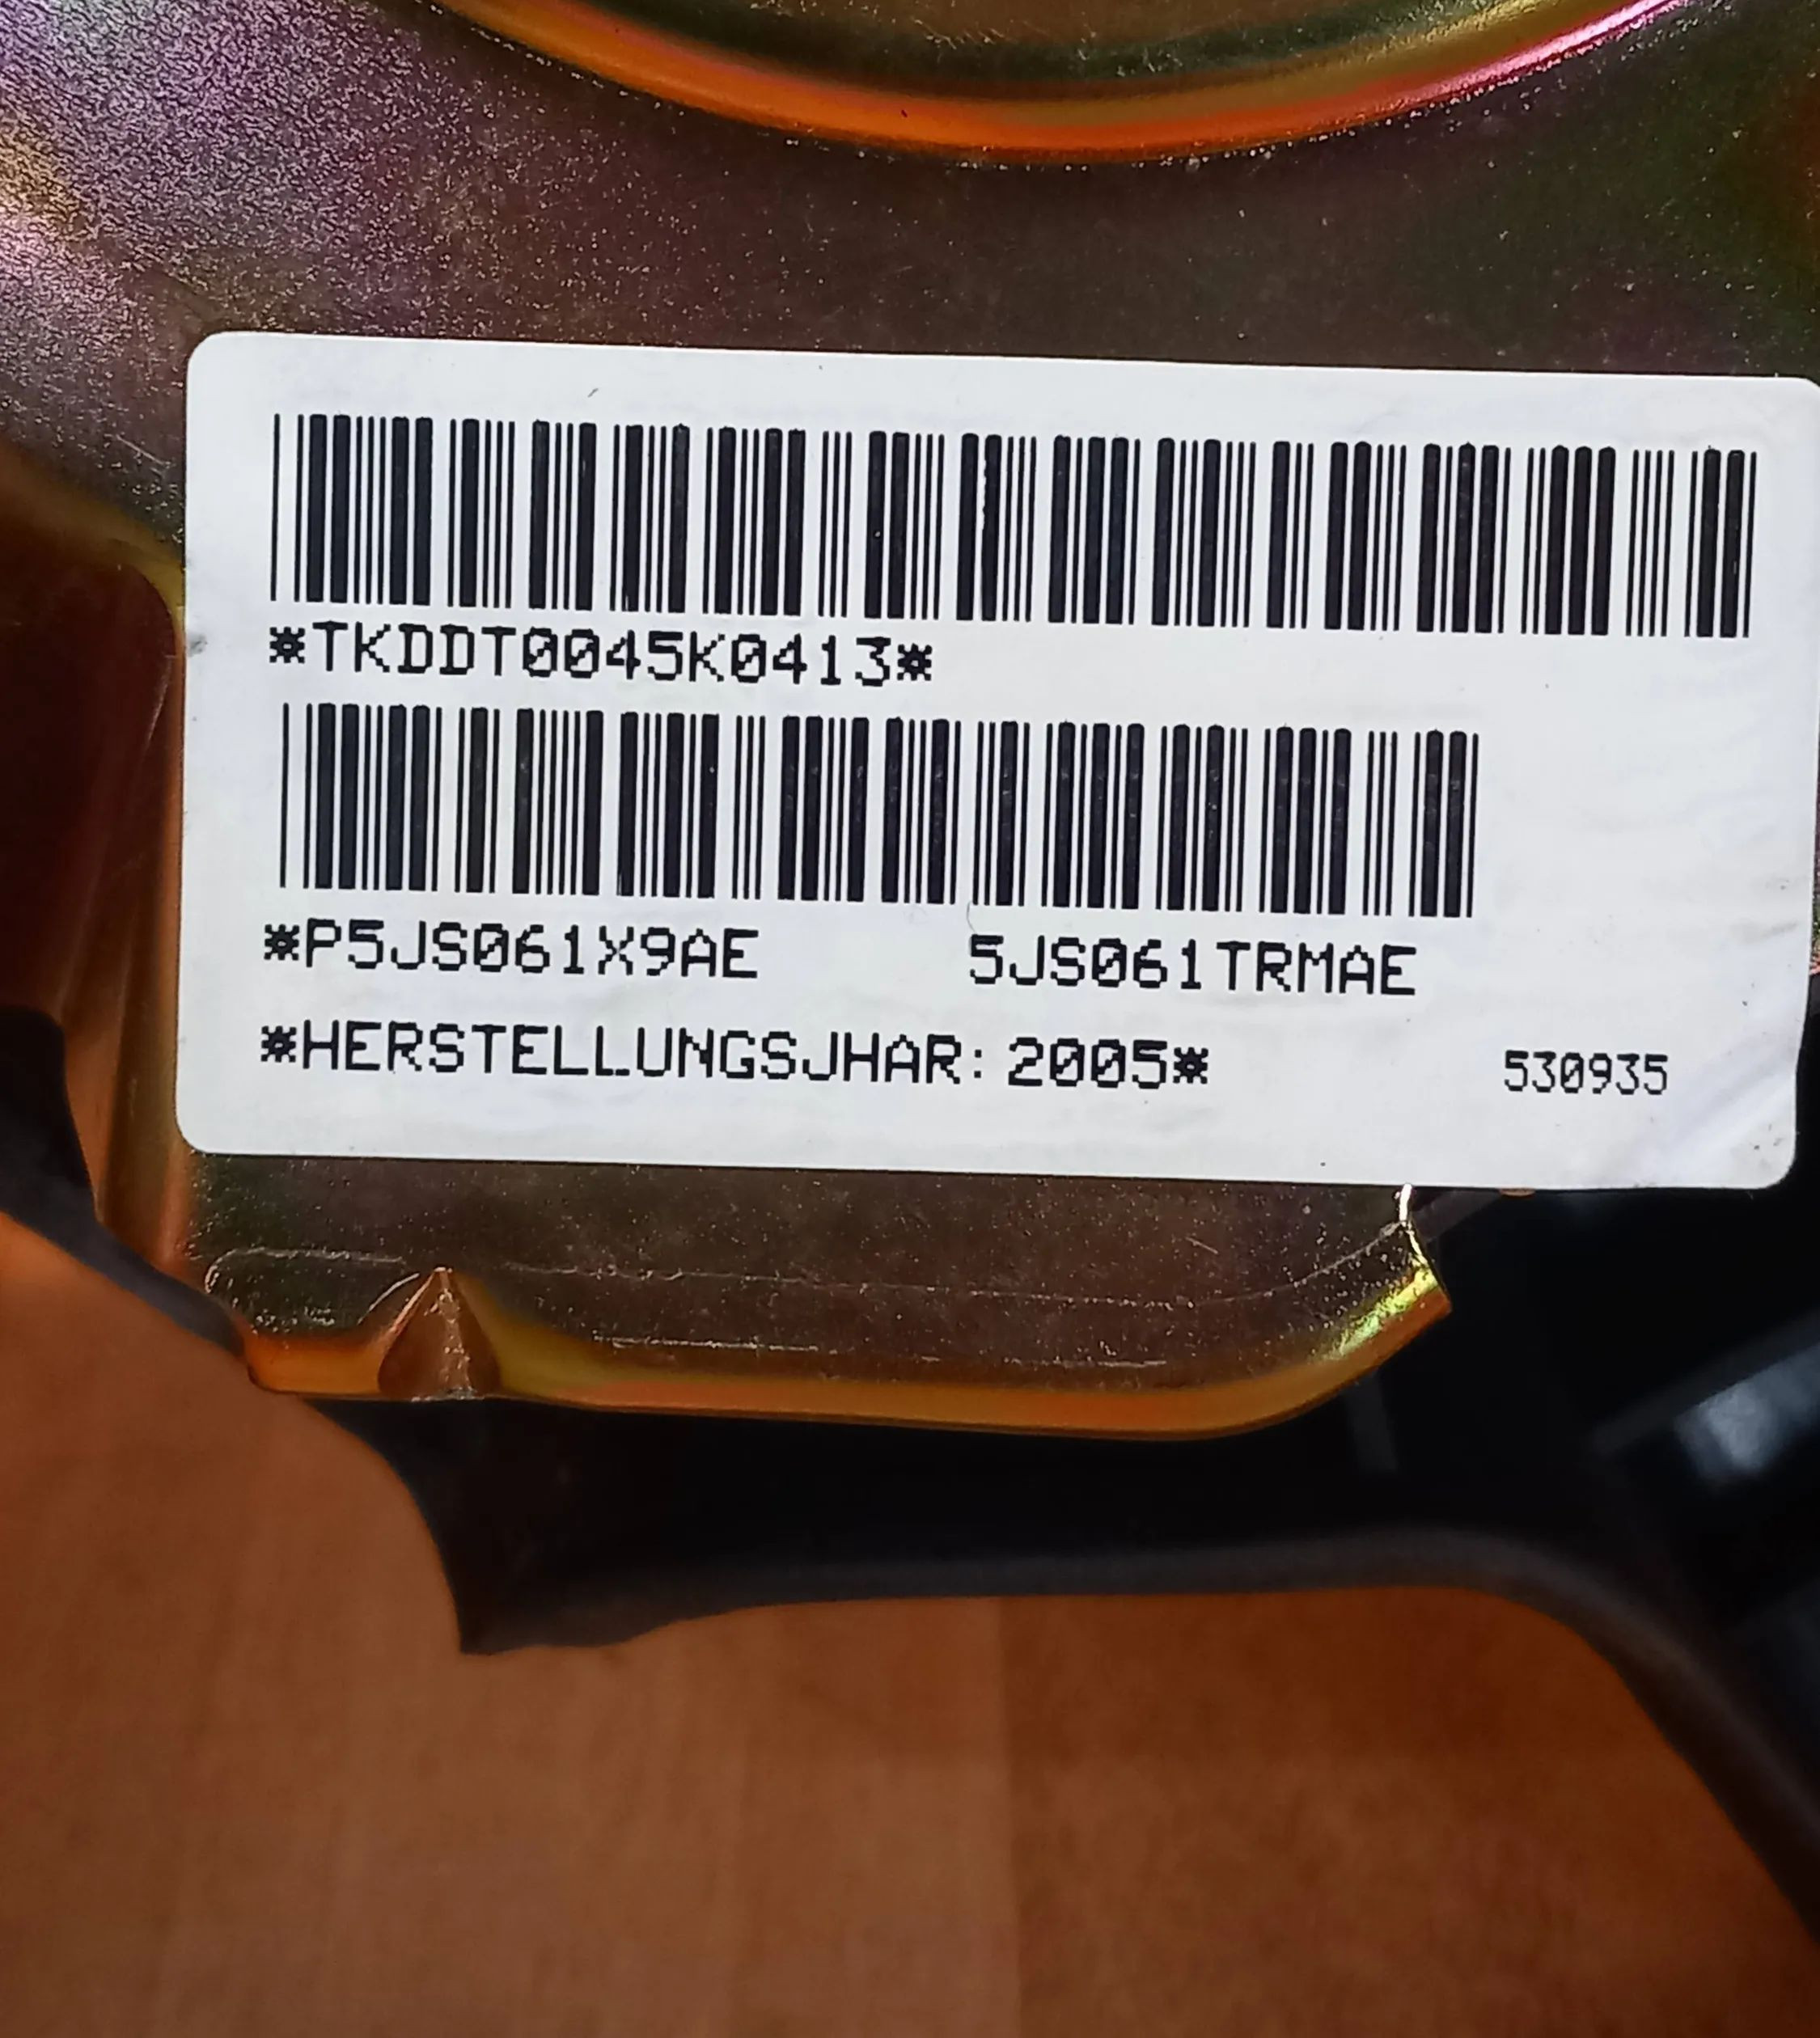 *TKDDT0045K0413*
*P5JS061X9AE 5JS061TRMAE
*HERSTELLUNGSJHAR: 2005* 530935